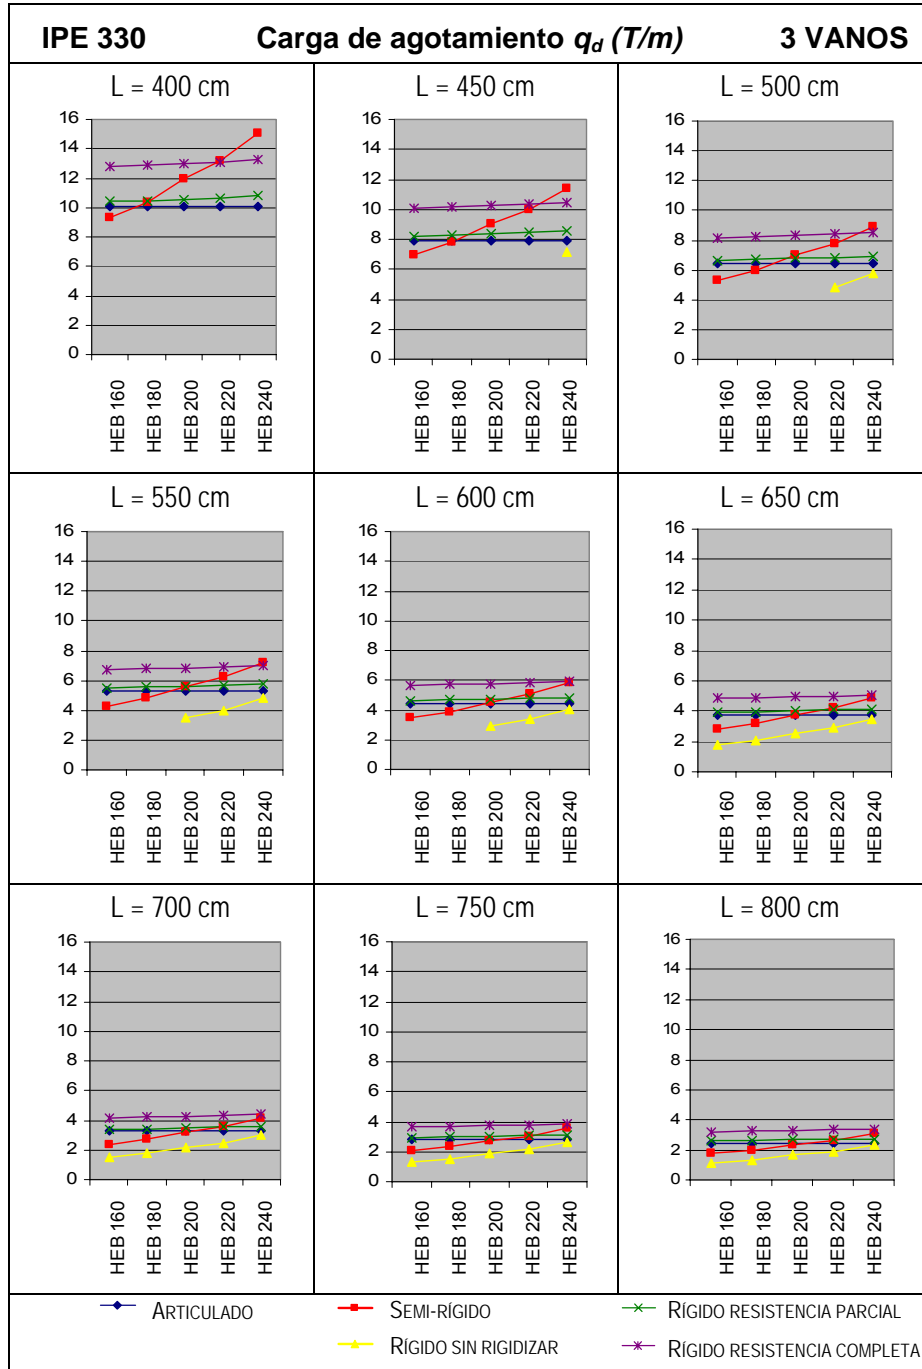 IPE 330 Carga de agotamiento qd (T/m) 3 VANOS
L = 400 cm
16
14
12
10
8
6
4
2
0
HEB 160
HEB 180
HEB 200
HEB 220
HEB 240
L = 450 cm
16
14
12
10
8
6
4
2
0
HEB 160
HEB 180
HEB 200
HEB 220
HEB 240
L = 500 cm
16
14
12
10
8
6
4
2
0
HEB 160
HEB 180
HEB 200
HEB 220
HEB 240
L = 550 cm
16
14
12
10
8
6
4
2
0
HEB 160
HEB 180
HEB 200
HEB 220
HEB 240
L = 600 cm
16
14
12
10
8
6
4
2
0
HEB 160
HEB 180
HEB 200
HEB 220
HEB 240
L = 650 cm
16
14
12
10
8
6
4
2
0
HEB 160
HEB 180
HEB 200
HEB 220
HEB 240
L = 700 cm
16
14
12
10
8
6
4
2
0
HEB 160
HEB 180
HEB 200
HEB 220
HEB 240
L = 750 cm
16
14
12
10
8
6
4
2
0
HEB 160
HEB 180
HEB 200
HEB 220
HEB 240
L = 800 cm
16
14
12
10
8
6
4
2
0
HEB 160
HEB 180
HEB 200
HEB 220
HEB 240
ARTICULADO
SEMI-RÍGIDO
RÍGIDO RESISTENCIA PARCIAL
RÍGIDO SIN RIGIDIZAR
RÍGIDO RESISTENCIA COMPLETA